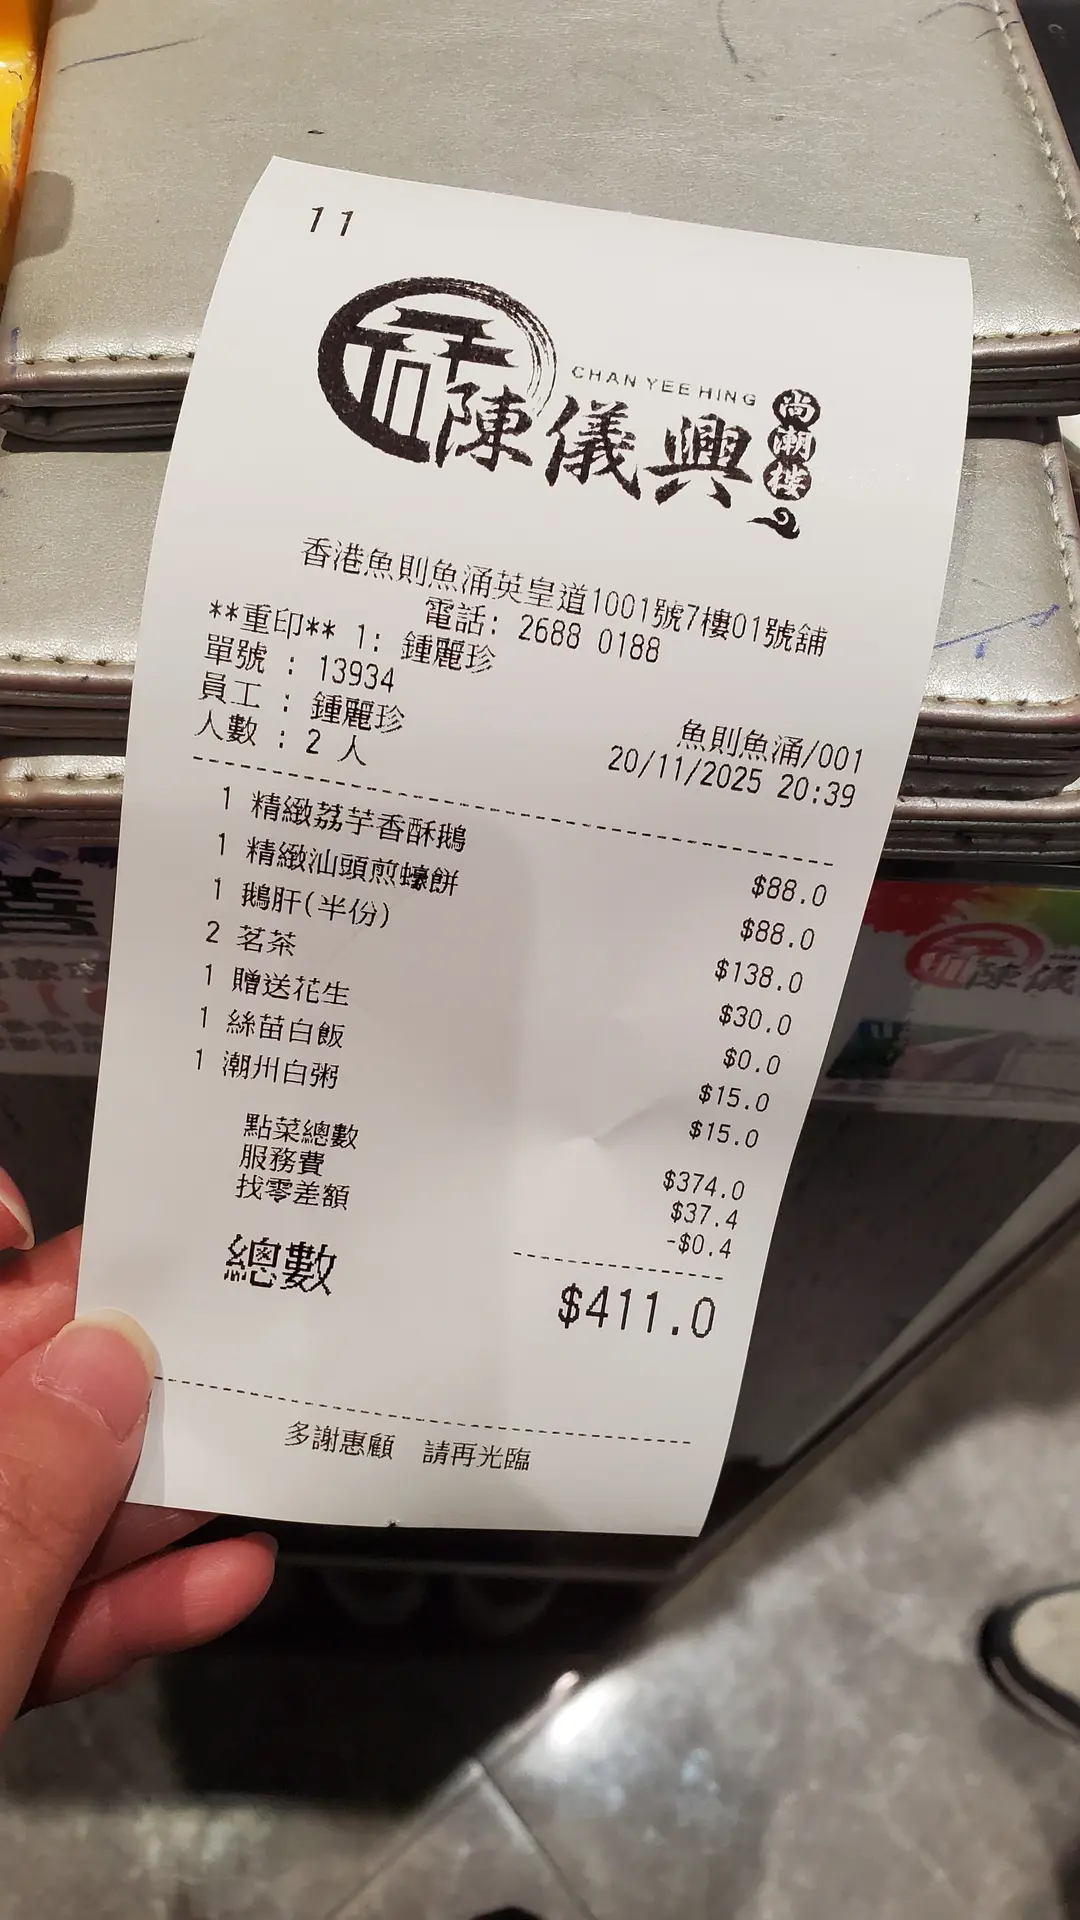 11
CHAN YEE HING
陳儀興
尚潮樓
香港魚則魚涌英皇道1001號7樓01號舖
電話: 2688 0188
**重印** 1: 鍾麗珍
單號 : 13934
員工 : 鍾麗珍 魚則魚涌/001
人數 : 2 人 20/11/2025 20:39
1 精緻荔芋香酥鵝 $88.0
1 精緻汕頭煎蠔餅 $88.0
1 鵝肝(半份) $138.0
2 茗茶 $30.0
1 贈送花生 $0.0
1 絲苗白飯 $15.0
1 潮州白粥 $15.0
點菜總數 $374.0
服務費 $37.4
找零差額 -$0.4
總數 $411.0
多謝惠顧 請再光臨
陳儀